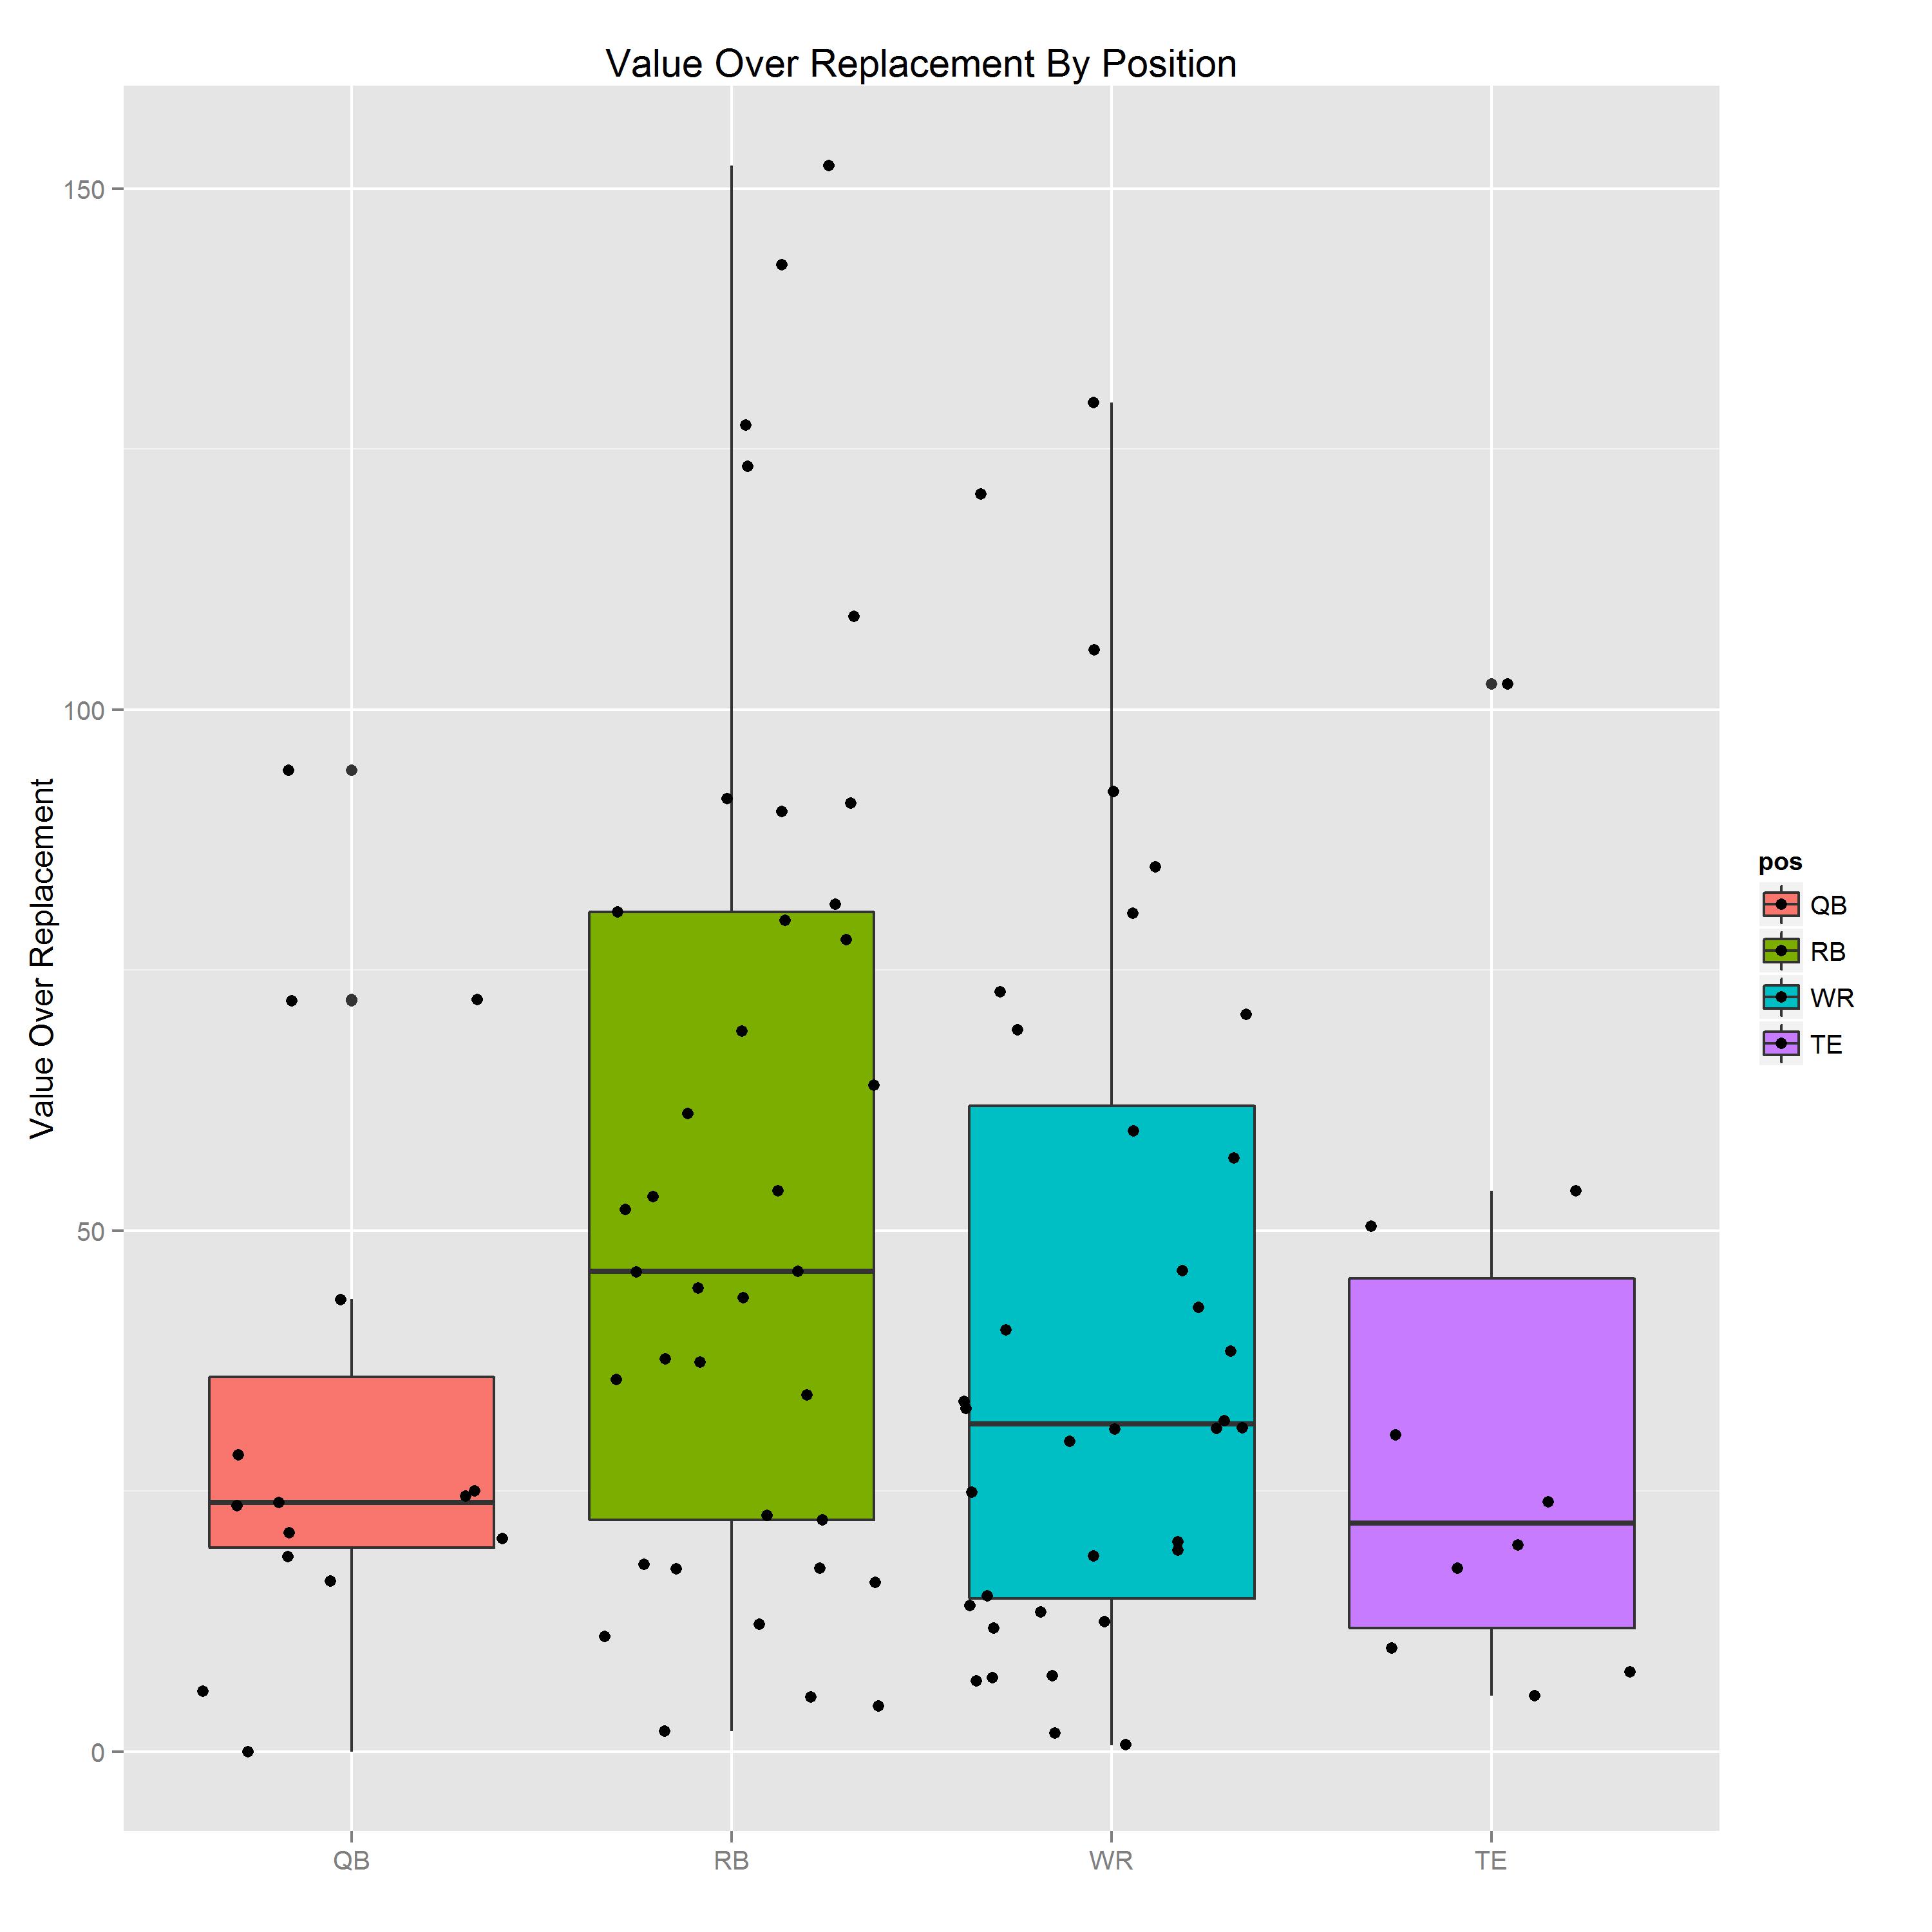 Value Over Replacement By Position
Value Over Replacement
150
100
50
0
QB RB WR TE
pos
QB
RB
WR
TE